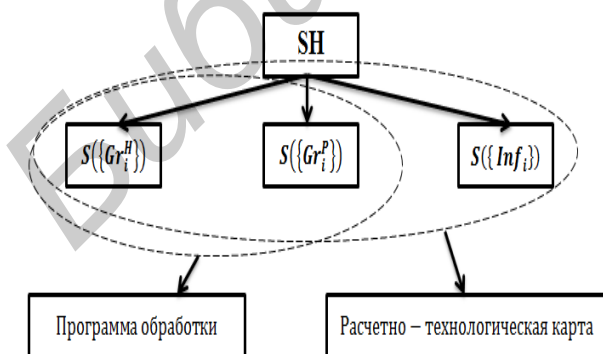 SH
S({Gr_i^H}) S({Gr_i^P}) S({Inf_i})
Программа обработки Расчетно – технологическая карта